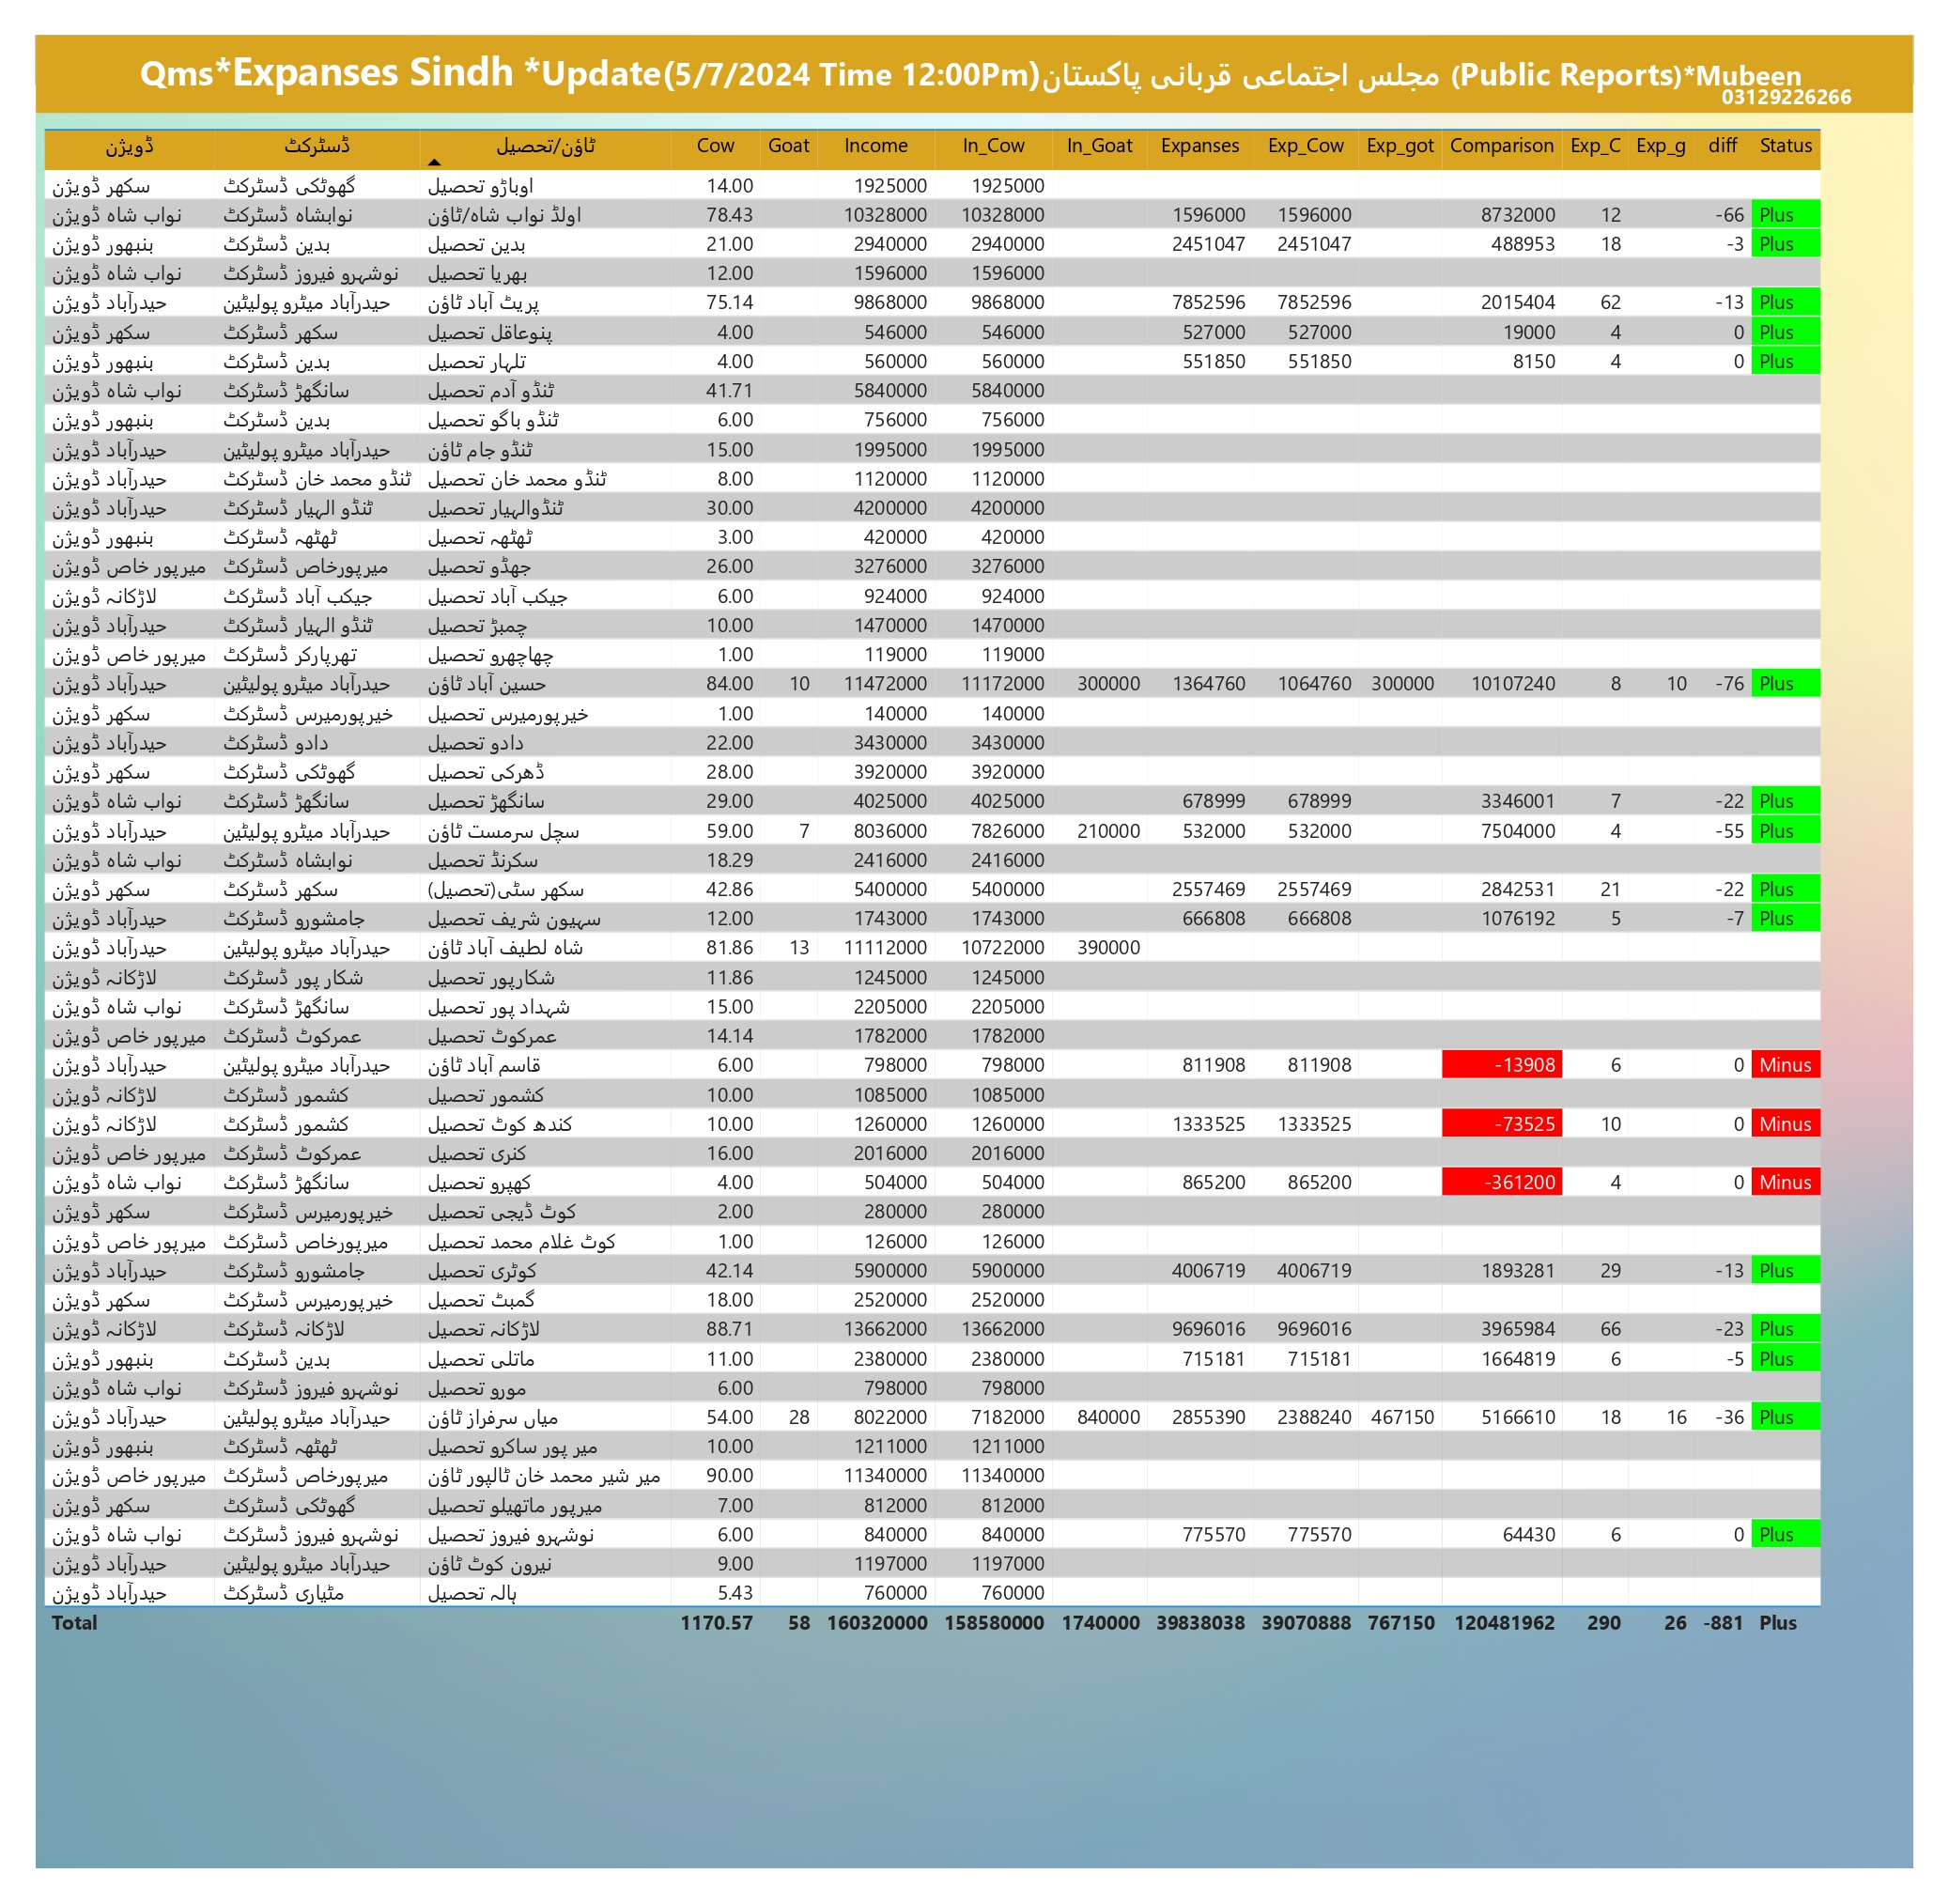 Qms*Expanses Sindh *Update(5/7/2024 Time 12:00Pm)مجلس اجتماعی قربانی پاکستان (Public Reports)*Mubeen
03129226266
ڈویژن ڈسٹرکٹ ٹاؤن/تحصیل Cow Goat Income In_Cow In_Goat Expanses Exp_Cow Exp_got Comparison Exp_C Exp_g diff Status
سکھر ڈویژن گھوٹکی ڈسٹرکٹ اوباڑو تحصیل 14.00 1925000 1925000
نواب شاہ ڈویژن نوابشاہ ڈسٹرکٹ اولڈ نواب شاہ/ٹاؤن 78.43 10328000 10328000 1596000 1596000 8732000 12 -66 Plus
بنبھور ڈویژن بدین ڈسٹرکٹ بدین تحصیل 21.00 2940000 2940000 2451047 2451047 488953 18 -3 Plus
نواب شاہ ڈویژن نوشہرو فیروز ڈسٹرکٹ بھریا تحصیل 12.00 1596000 1596000
حیدرآباد ڈویژن حیدرآباد میٹرو پولیٹین پریٹ آباد ٹاؤن 75.14 9868000 9868000 7852596 7852596 2015404 62 -13 Plus
سکھر ڈویژن سکھر ڈسٹرکٹ پنوعاقل تحصیل 4.00 546000 546000 527000 527000 19000 4 0 Plus
بنبھور ڈویژن بدین ڈسٹرکٹ تلہار تحصیل 4.00 560000 560000 551850 551850 8150 4 0 Plus
نواب شاہ ڈویژن سانگھڑ ڈسٹرکٹ ٹنڈو آدم تحصیل 41.71 5840000 5840000
بنبھور ڈویژن بدین ڈسٹرکٹ ٹنڈو باگو تحصیل 6.00 756000 756000
حیدرآباد ڈویژن حیدرآباد میٹرو پولیٹین ٹنڈو جام ٹاؤن 15.00 1995000 1995000
حیدرآباد ڈویژن ٹنڈو محمد خان ڈسٹرکٹ ٹنڈو محمد خان تحصیل 8.00 1120000 1120000
حیدرآباد ڈویژن ٹنڈو الہیار ڈسٹرکٹ ٹنڈوالہیار تحصیل 30.00 4200000 4200000
بنبھور ڈویژن ٹھٹھہ ڈسٹرکٹ ٹھٹھہ تحصیل 3.00 420000 420000
میرپور خاص ڈویژن میرپورخاص ڈسٹرکٹ جھڈو تحصیل 26.00 3276000 3276000
لاڑکانہ ڈویژن جیکب آباد ڈسٹرکٹ جیکب آباد تحصیل 6.00 924000 924000
حیدرآباد ڈویژن ٹنڈو الہیار ڈسٹرکٹ چمبڑ تحصیل 10.00 1470000 1470000
میرپور خاص ڈویژن تھرپارکر ڈسٹرکٹ چھاچھرو تحصیل 1.00 119000 119000
حیدرآباد ڈویژن حیدرآباد میٹرو پولیٹین حسین آباد ٹاؤن 84.00 10 11472000 11172000 300000 1364760 1064760 300000 10107240 8 10 -76 Plus
سکھر ڈویژن خیرپورمیرس ڈسٹرکٹ خیرپورمیرس تحصیل 1.00 140000 140000
حیدرآباد ڈویژن دادو ڈسٹرکٹ دادو تحصیل 22.00 3430000 3430000
سکھر ڈویژن گھوٹکی ڈسٹرکٹ ڈھرکی تحصیل 28.00 3920000 3920000
نواب شاہ ڈویژن سانگھڑ ڈسٹرکٹ سانگھڑ تحصیل 29.00 4025000 4025000 678999 678999 3346001 7 -22 Plus
حیدرآباد ڈویژن حیدرآباد میٹرو پولیٹین سچل سرمست ٹاؤن 59.00 7 8036000 7826000 210000 532000 532000 7504000 4 -55 Plus
نواب شاہ ڈویژن نوابشاہ ڈسٹرکٹ سکرنڈ تحصیل 18.29 2416000 2416000
سکھر ڈویژن سکھر ڈسٹرکٹ سکھر سٹی(تحصیل) 42.86 5400000 5400000 2557469 2557469 2842531 21 -22 Plus
حیدرآباد ڈویژن جامشورو ڈسٹرکٹ سہیون شریف تحصیل 12.00 1743000 1743000 666808 666808 1076192 5 -7 Plus
حیدرآباد ڈویژن حیدرآباد میٹرو پولیٹین شاہ لطیف آباد ٹاؤن 81.86 13 11112000 10722000 390000
لاڑکانہ ڈویژن شکار پور ڈسٹرکٹ شکارپور تحصیل 11.86 1245000 1245000
نواب شاہ ڈویژن سانگھڑ ڈسٹرکٹ شہداد پور تحصیل 15.00 2205000 2205000
میرپور خاص ڈویژن عمرکوٹ ڈسٹرکٹ عمرکوٹ تحصیل 14.14 1782000 1782000
حیدرآباد ڈویژن حیدرآباد میٹرو پولیٹین قاسم آباد ٹاؤن 6.00 798000 798000 811908 811908 -13908 6 0 Minus
لاڑکانہ ڈویژن کشمور ڈسٹرکٹ کشمور تحصیل 10.00 1085000 1085000
لاڑکانہ ڈویژن کشمور ڈسٹرکٹ کندھ کوٹ تحصیل 10.00 1260000 1260000 1333525 1333525 -73525 10 0 Minus
میرپور خاص ڈویژن عمرکوٹ ڈسٹرکٹ کنری تحصیل 16.00 2016000 2016000
نواب شاہ ڈویژن سانگھڑ ڈسٹرکٹ کھپرو تحصیل 4.00 504000 504000 865200 865200 -361200 4 0 Minus
سکھر ڈویژن خیرپورمیرس ڈسٹرکٹ کوٹ ڈیجی تحصیل 2.00 280000 280000
میرپور خاص ڈویژن میرپورخاص ڈسٹرکٹ کوٹ غلام محمد تحصیل 1.00 126000 126000
حیدرآباد ڈویژن جامشورو ڈسٹرکٹ کوٹری تحصیل 42.14 5900000 5900000 4006719 4006719 1893281 29 -13 Plus
سکھر ڈویژن خیرپورمیرس ڈسٹرکٹ گمبٹ تحصیل 18.00 2520000 2520000
لاڑکانہ ڈویژن لاڑکانہ ڈسٹرکٹ لاڑکانہ تحصیل 88.71 13662000 13662000 9696016 9696016 3965984 66 -23 Plus
بنبھور ڈویژن بدین ڈسٹرکٹ ماتلی تحصیل 11.00 2380000 2380000 715181 715181 1664819 6 -5 Plus
نواب شاہ ڈویژن نوشہرو فیروز ڈسٹرکٹ مورو تحصیل 6.00 798000 798000
حیدرآباد ڈویژن حیدرآباد میٹرو پولیٹین میاں سرفراز ٹاؤن 54.00 28 8022000 7182000 840000 2855390 2388240 467150 5166610 18 16 -36 Plus
بنبھور ڈویژن ٹھٹھہ ڈسٹرکٹ میر پور ساکرو تحصیل 10.00 1211000 1211000
میرپور خاص ڈویژن میرپورخاص ڈسٹرکٹ میر شیر محمد خان ٹالپور ٹاؤن 90.00 11340000 11340000
سکھر ڈویژن گھوٹکی ڈسٹرکٹ میرپور ماتھیلو تحصیل 7.00 812000 812000
نواب شاہ ڈویژن نوشہرو فیروز ڈسٹرکٹ نوشہرو فیروز تحصیل 6.00 840000 840000 775570 775570 64430 6 0 Plus
حیدرآباد ڈویژن حیدرآباد میٹرو پولیٹین نیرون کوٹ ٹاؤن 9.00 1197000 1197000
حیدرآباد ڈویژن مٹیاری ڈسٹرکٹ ہالہ تحصیل 5.43 760000 760000
Total 1170.57 58 160320000 158580000 1740000 39838038 39070888 767150 120481962 290 26 -881 Plus